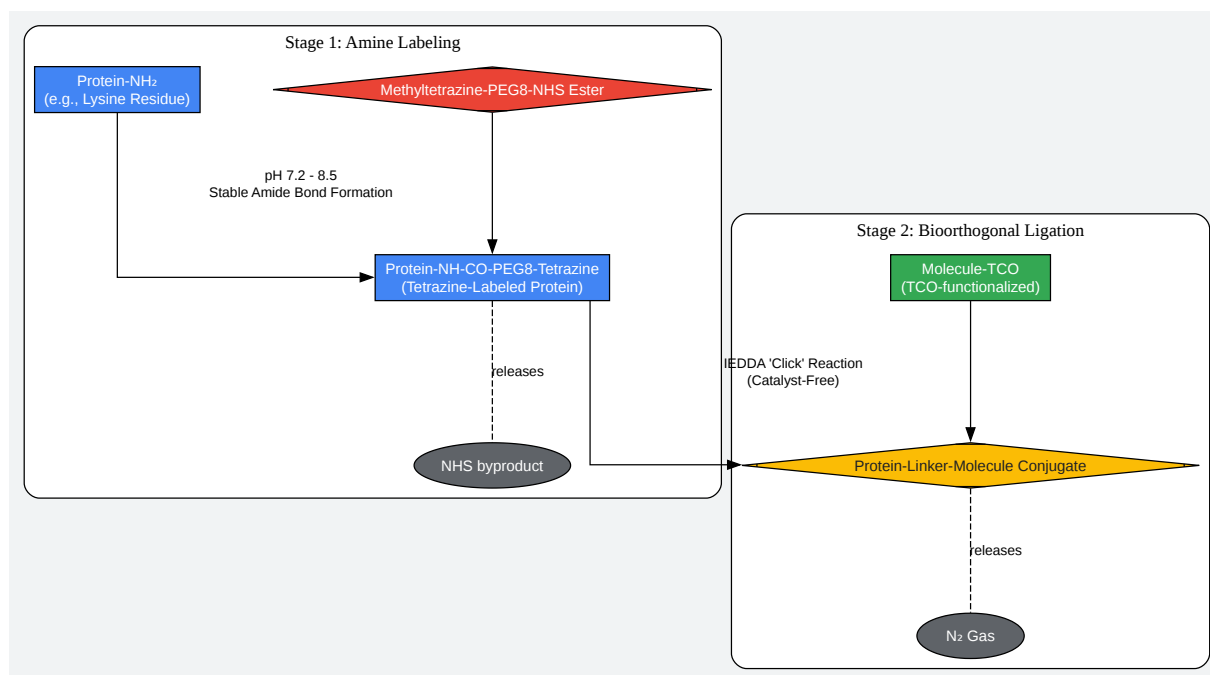 Stage 1: Amine Labeling
Protein-NH₂
(e.g., Lysine Residue)
Methyltetrazine-PEG8-NHS Ester
pH 7.2 - 8.5
Stable Amide Bond Formation
Protein-NH-CO-PEG8-Tetrazine
(Tetrazine-Labeled Protein)
releases
NHS byproduct
Stage 2: Bioorthogonal Ligation
Molecule-TCO
(TCO-functionalized)
IEDDA 'Click' Reaction
(Catalyst-Free)
Protein-Linker-Molecule Conjugate
releases
N₂ Gas